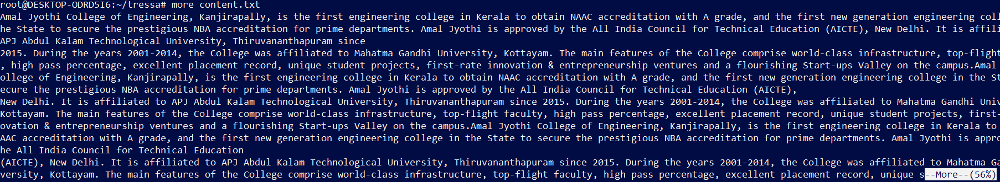 root@DESKTOP-ODRD5I6:~/tressa# more content.txt
Amal Jyothi College of Engineering, Kanjirapally, is the first engineering college in Kerala to obtain NAAC accreditation with A grade, and the first new generation engineering coll
he State to secure the prestigious NBA accreditation for prime departments. Amal Jyothi is approved by the All India Council for Technical Education (AICTE), New Delhi. It is affili
APJ Abdul Kalam Technological University, Thiruvananthapuram since
2015. During the years 2001-2014, the College was affiliated to Mahatma Gandhi University, Kottayam. The main features of the College comprise world-class infrastructure, top-flight
, high pass percentage, excellent placement record, unique student projects, first-rate innovation & entrepreneurship ventures and a flourishing Start-ups Valley on the campus.Amal
ollege of Engineering, Kanjirapally, is the first engineering college in Kerala to obtain NAAC accreditation with A grade, and the first new generation engineering college in the St
ecure the prestigious NBA accreditation for prime departments. Amal Jyothi is approved by the All India Council for Technical Education (AICTE),
New Delhi. It is affiliated to APJ Abdul Kalam Technological University, Thiruvananthapuram since 2015. During the years 2001-2014, the College was affiliated to Mahatma Gandhi Univ
Kottayam. The main features of the College comprise world-class infrastructure, top-flight faculty, high pass percentage, excellent placement record, unique student projects, first-
ovation & entrepreneurship ventures and a flourishing Start-ups Valley on the campus.Amal Jyothi College of Engineering, Kanjirapally, is the first engineering college in Kerala to
AAC accreditation with A grade, and the first new generation engineering college in the State to secure the prestigious NBA accreditation for prime departments. Amal Jyothi is appro
he All India Council for Technical Education
(AICTE), New Delhi. It is affiliated to APJ Abdul Kalam Technological University, Thiruvananthapuram since 2015. During the years 2001-2014, the College was affiliated to Mahatma Ga
versity, Kottayam. The main features of the College comprise world-class infrastructure, top-flight faculty, high pass percentage, excellent placement record, unique s--More--(56%)